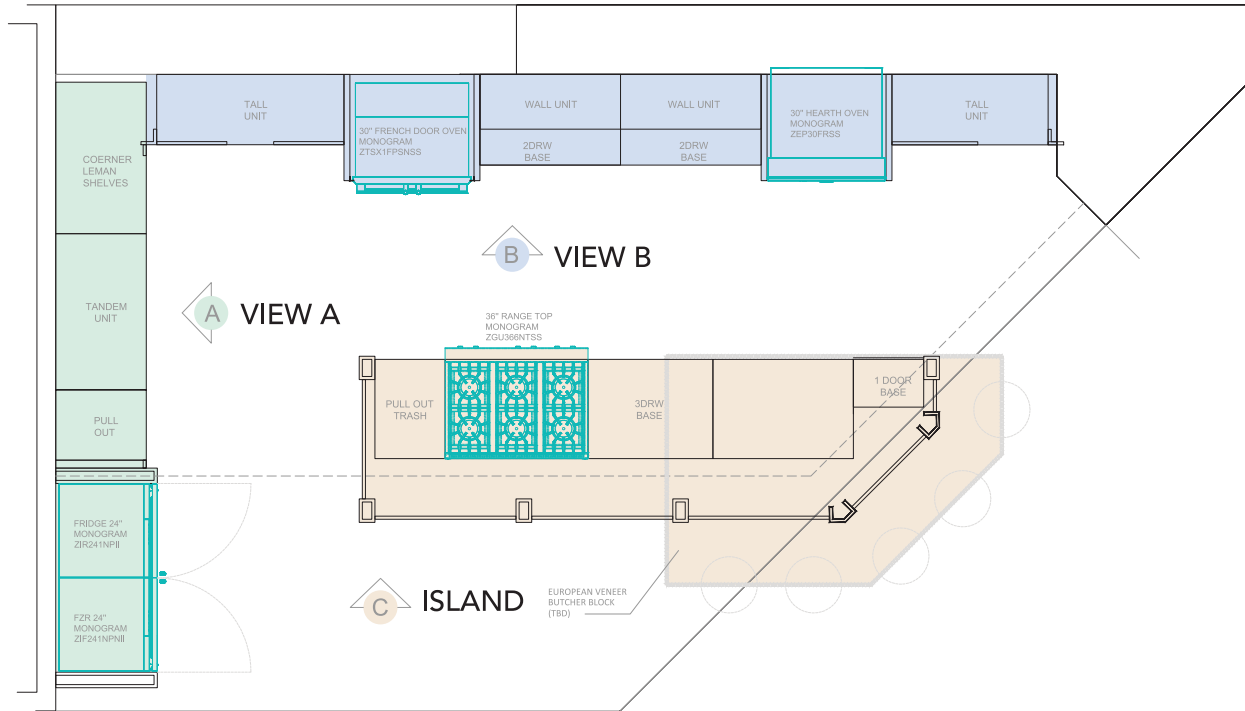 TALL
UNIT
30" FRENCH DOOR OVEN
MONOGRAM
ZTSX1FPSNSS
WALL UNIT
WALL UNIT
2DRW
BASE
2DRW
BASE
30" HEARTH OVEN
MONOGRAM
ZEP30FRSS
TALL
UNIT
COERNER
LEMAN
SHELVES
TANDEM
UNIT
PULL
OUT
FRIDGE 24"
MONOGRAM
ZIR241NPII
FZR 24"
MONOGRAM
ZIF241NPNII
A
VIEW A
B
VIEW B
36" RANGE TOP
MONOGRAM
ZGU366NTSS
PULL OUT
TRASH
3DRW
BASE
1 DOOR
BASE
C
ISLAND
EUROPEAN VENEER
BUTCHER BLOCK
(TBD)